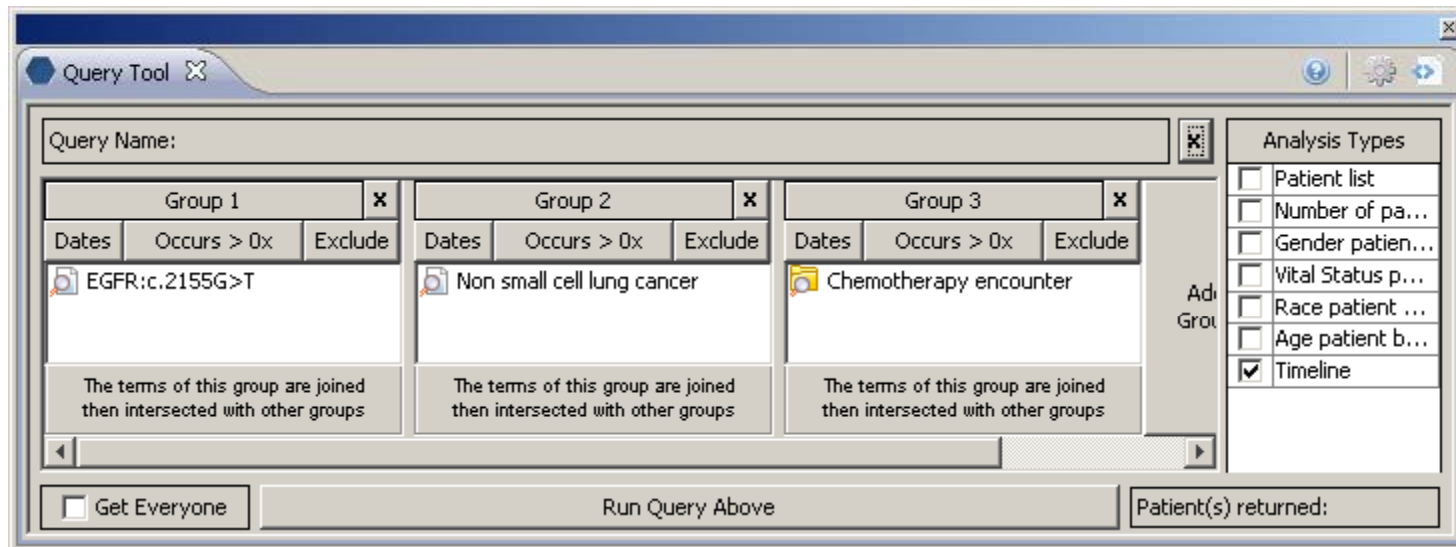 Query Tool
Query Name:
Analysis Types
Group 1 x
Group 2 x
Group 3 x
Dates Occurs > 0x Exclude
Dates Occurs > 0x Exclude
Dates Occurs > 0x Exclude
EGFR:c.2155G>T
Non small cell lung cancer
Chemotherapy encounter
The terms of this group are joined
then intersected with other groups
The terms of this group are joined
then intersected with other groups
The terms of this group are joined
then intersected with other groups
Patient list
Number of pa...
Gender patien...
Vital Status p...
Race patient ...
Age patient b...
Timeline
Get Everyone
Run Query Above
Patient(s) returned: